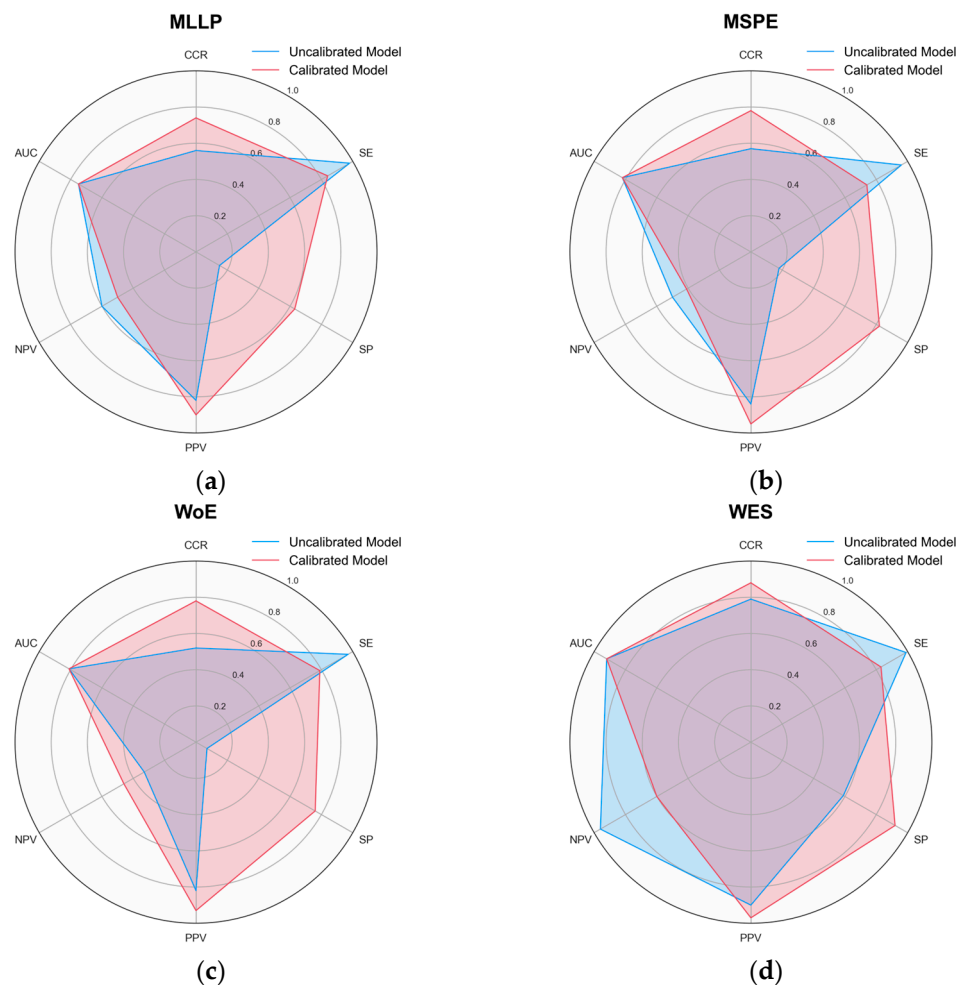 MLLP
CCR
Uncalibrated Model
Calibrated Model
1.0
0.8
0.6
0.4
0.2
AUC
SE
NPV
SP
PPV
(a)
MSPE
CCR
Uncalibrated Model
Calibrated Model
1.0
0.8
0.6
0.4
0.2
AUC
SE
NPV
SP
PPV
(b)
WoE
CCR
Uncalibrated Model
Calibrated Model
1.0
0.8
0.6
0.4
0.2
AUC
SE
NPV
SP
PPV
(c)
WES
CCR
Uncalibrated Model
Calibrated Model
1.0
0.8
0.6
0.4
0.2
AUC
SE
NPV
SP
PPV
(d)